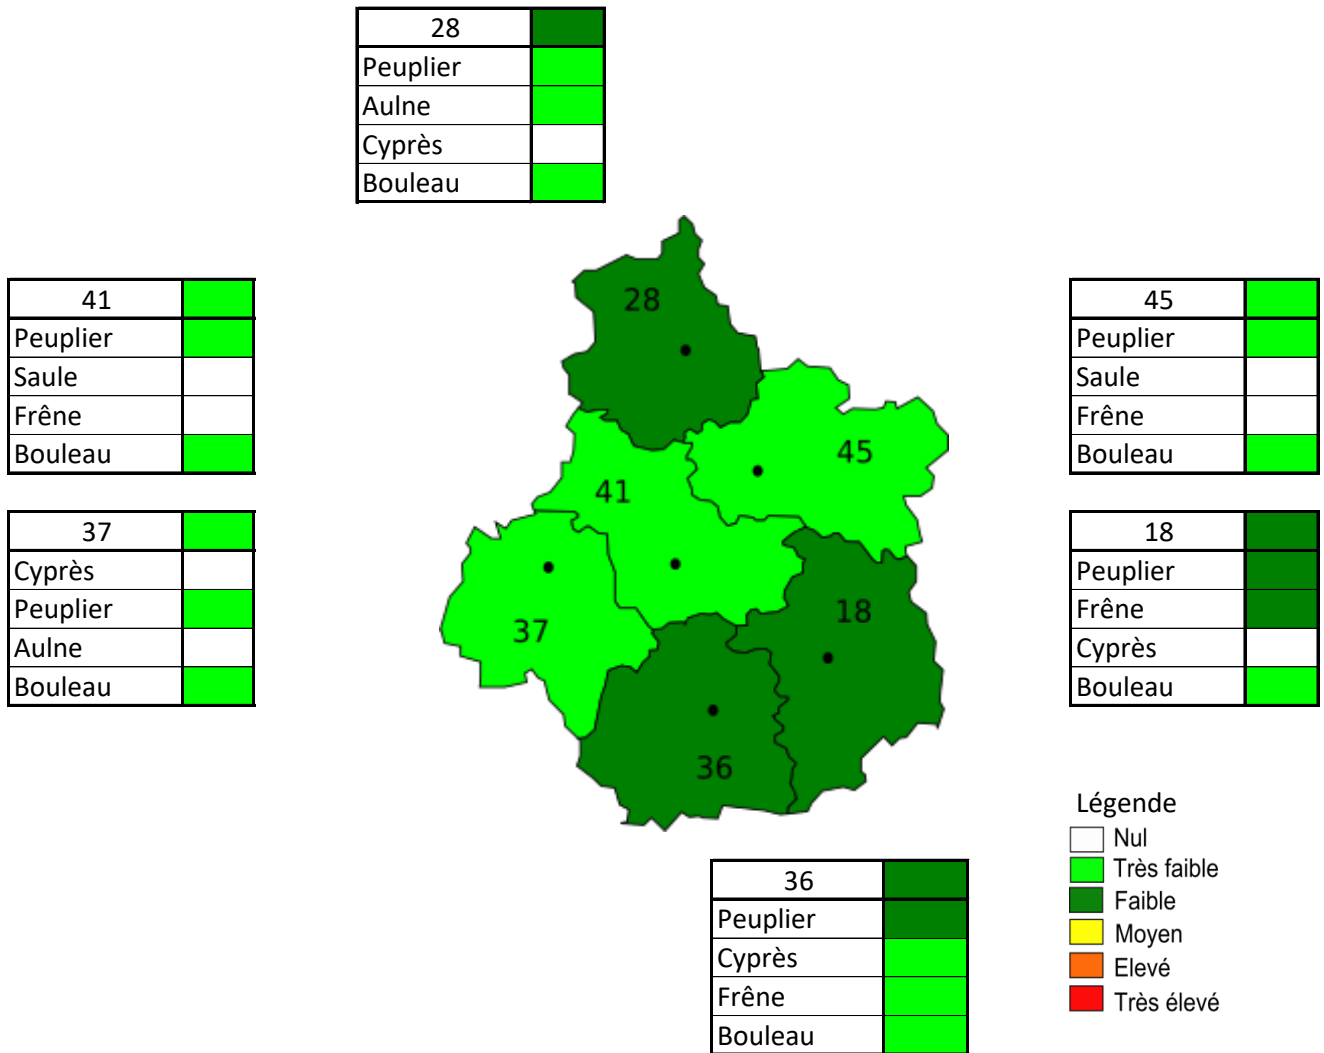 28
Peuplier
Aulne
Cyprès
Bouleau
41
Peuplier
Saule
Frêne
Bouleau
37
Cyprès
Peuplier
Aulne
Bouleau
28
45
41
18
37
36
45
Peuplier
Saule
Frêne
Bouleau
18
Peuplier
Frêne
Cyprès
Bouleau
36
Peuplier
Cyprès
Frêne
Bouleau
Légende
Nul
Très faible
Faible
Moyen
Elevé
Très élevé